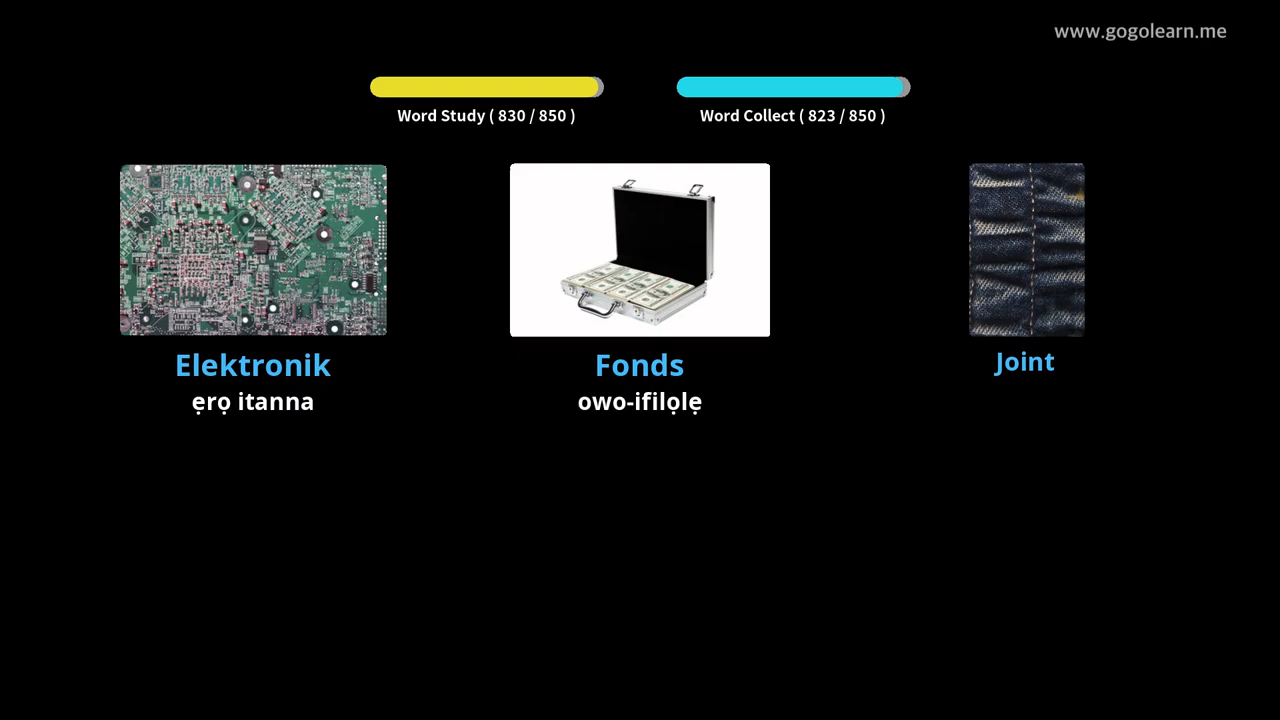 www.gogolearn.me
Word Study ( 830 / 850 )
Word Collect ( 823 / 850 )
Elektronik
Fonds
Joint
ẹrọ itanna
owo-ifilọlẹ